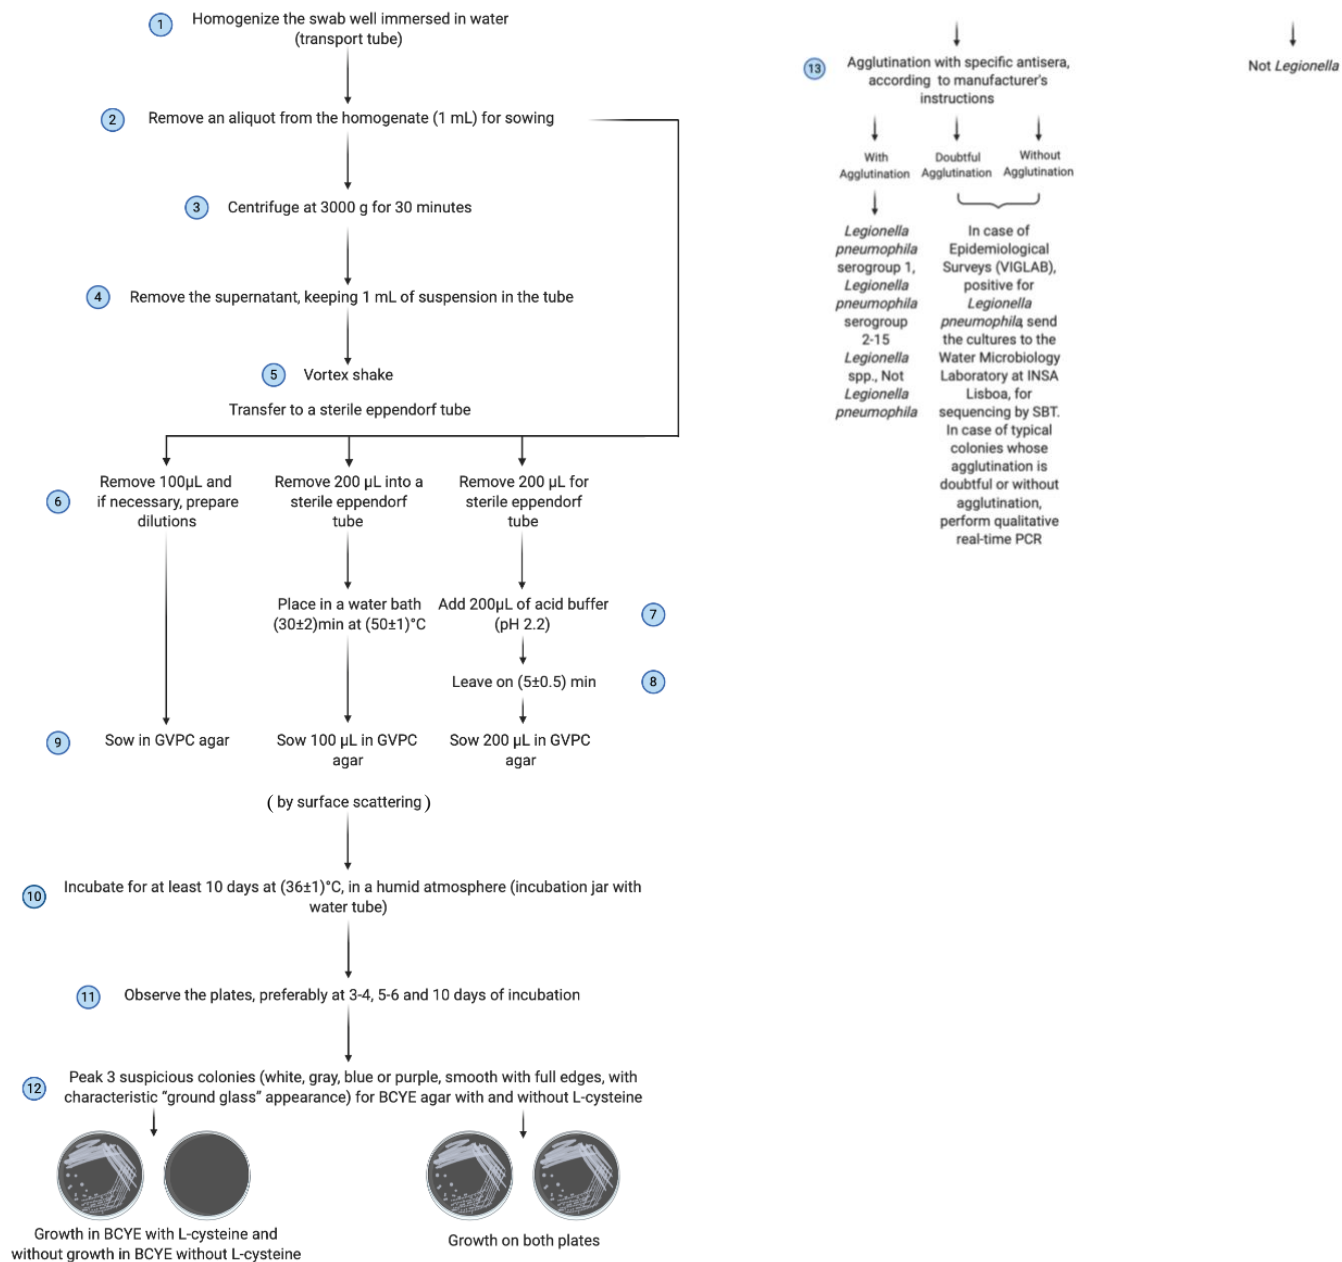 1
Homogenize the swab well immersed in water
(transport tube)
2
Remove an aliquot from the homogenate (1 mL) for sowing
3
Centrifuge at 3000 g for 30 minutes
4
Remove the supernatant, keeping 1 mL of suspension in the tube
5
Vortex shake
Transfer to a sterile eppendorf tube
6
Remove 100µL and
if necessary, prepare
dilutions
Remove 200 µL into a
sterile eppendorf
tube
Remove 200 µL for
sterile eppendorf
tube
Place in a water bath
(30±2)min at (50±1)°C
Add 200µL of acid buffer
(pH 2.2)
7
Leave on (5±0.5) min
8
9
Sow in GVPC agar
Sow 100 µL in GVPC
agar
Sow 200 µL in GVPC
agar
( by surface scattering )
10
Incubate for at least 10 days at (36±1)°C, in a humid atmosphere (incubation jar with
water tube)
11
Observe the plates, preferably at 3-4, 5-6 and 10 days of incubation
12
Peak 3 suspicious colonies (white, gray, blue or purple, smooth with full edges, with
characteristic “ground glass” appearance) for BCYE agar with and without L-cysteine
Growth in BCYE with L-cysteine and
without growth in BCYE without L-cysteine
Growth on both plates
13
Agglutination with specific antisera,
according to manufacturer's
instructions
Not Legionella
With
Agglutination
Doubtful
Agglutination
Without
Agglutination
Legionella
pneumophila
serogroup 1,
Legionella
pneumophila
serogroup
2-15
Legionella
spp., Not
Legionella
pneumophila
In case of
Epidemiological
Surveys (VIGLAB),
positive for
Legionella
pneumophila, send
the cultures to the
Water Microbiology
Laboratory at INSA
Lisboa, for
sequencing by SBT.
In case of typical
colonies whose
agglutination is
doubtful or without
agglutination,
perform qualitative
real-time PCR